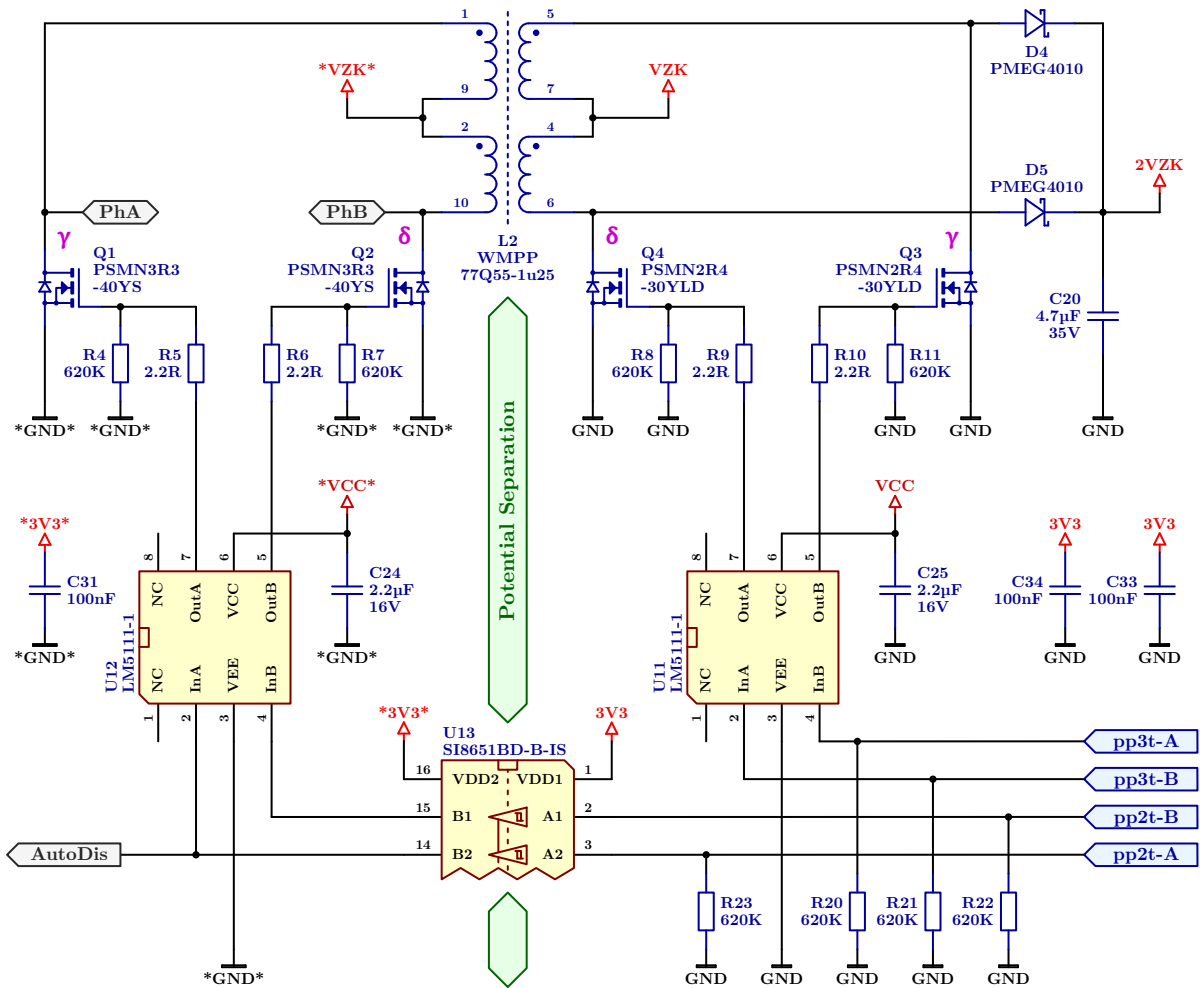 1
5
D4
PMEG4010
*VZK*
VZK
9
7
2
4
D5
PMEG4010
2VZK
PhA
PhB
10
6
γ
δ
L2
WMPP
77Q55-1u25
δ
γ
Q1
PSMN3R3
-40YS
Q2
PSMN3R3
-40YS
Q4
PSMN2R4
-30YLD
Q3
PSMN2R4
-30YLD
C20
4.7µF
35V
R4
620K
R5
2.2R
R6
2.2R
R7
620K
R8
620K
R9
2.2R
R10
2.2R
R11
620K
*GND*
*GND*
*GND*
*GND*
GND
GND
GND
GND
GND
Potential Separation
*3V3*
*VCC*
VCC
3V3
3V3
C31
100nF
8
7
6
5
NC
OutA
VCC
OutB
U12
LM5111-1
NC
InA
VEE
InB
1
2
3
4
C24
2.2µF
16V
8
7
6
5
NC
OutA
VCC
OutB
U11
LM5111-1
NC
InA
VEE
InB
1
2
3
4
C25
2.2µF
16V
C34
100nF
C33
100nF
*GND*
*GND*
GND
GND
GND
*3V3*
U13
SI8651BD-B-IS
3V3
16
VDD2
VDD1
1
15
B1
A1
2
14
B2
A2
3
pp3t-A
pp3t-B
pp2t-B
pp2t-A
AutoDis
R23
620K
R20
620K
R21
620K
R22
620K
*GND*
GND
GND
GND
GND
GND